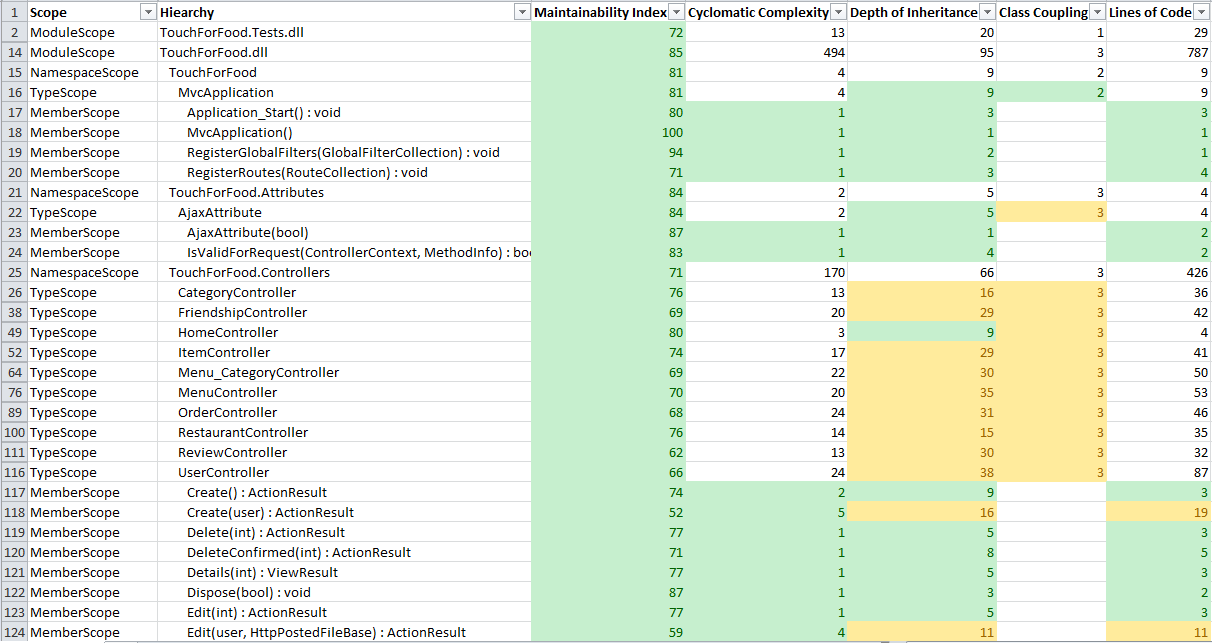 1 Scope Hiearchy Maintainability Index Cyclomatic Complexity Depth of Inheritance Class Coupling Lines of Code
2 ModuleScope TouchForFood.Tests.dll 72 13 20 1 29
14 ModuleScope TouchForFood.dll 85 494 95 3 787
15 NamespaceScope TouchForFood 81 4 9 2 9
16 TypeScope MvcApplication 81 4 9 2 9
17 MemberScope Application_Start() : void 80 1 3 3
18 MemberScope MvcApplication() 100 1 1 1
19 MemberScope RegisterGlobalFilters(GlobalFilterCollection) : void 94 1 2 1
20 MemberScope RegisterRoutes(RouteCollection) : void 71 1 3 4
21 NamespaceScope TouchForFood.Attributes 84 2 5 3 4
22 TypeScope AjaxAttribute 84 2 5 3 4
23 MemberScope AjaxAttribute(bool) 87 1 1 2
24 MemberScope IsValidForRequest(ControllerContext, MethodInfo) : boo 83 1 4 2
25 NamespaceScope TouchForFood.Controllers 71 170 66 3 426
26 TypeScope CategoryController 76 13 16 3 36
38 TypeScope FriendshipController 69 20 29 3 42
49 TypeScope HomeController 80 3 9 3 4
52 TypeScope ItemController 74 17 29 3 41
64 TypeScope Menu_CategoryController 69 22 30 3 50
76 TypeScope MenuController 70 20 35 3 53
89 TypeScope OrderController 68 24 31 3 46
100 TypeScope RestaurantController 76 14 15 3 35
111 TypeScope ReviewController 62 13 30 3 32
116 TypeScope UserController 66 24 38 3 87
117 MemberScope Create() : ActionResult 74 2 9 3
118 MemberScope Create(user) : ActionResult 52 5 16 19
119 MemberScope Delete(int) : ActionResult 77 1 5 3
120 MemberScope DeleteConfirmed(int) : ActionResult 71 1 8 5
121 MemberScope Details(int) : ViewResult 77 1 5 3
122 MemberScope Dispose(bool) : void 87 1 3 2
123 MemberScope Edit(int) : ActionResult 77 1 5 3
124 MemberScope Edit(user, HttpPostedFileBase) : ActionResult 59 4 11 11